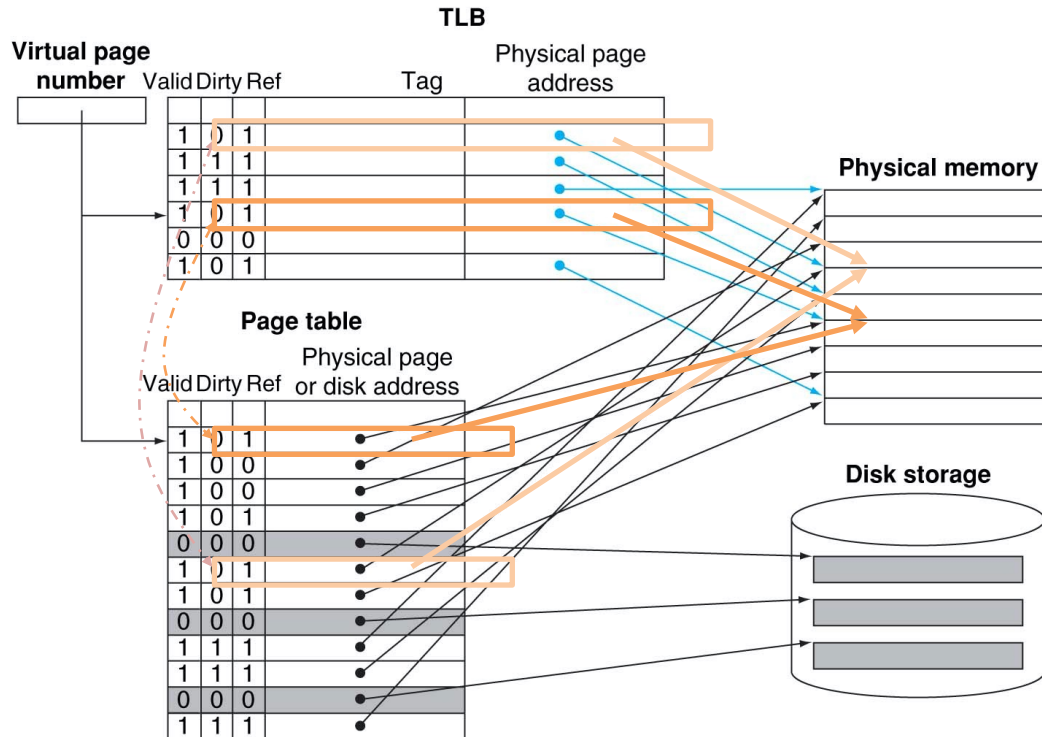 TLB
Virtual page
number
Valid Dirty Ref Tag Physical page
address
1 0 1
1 1 1
1 1 1
1 0 1
0 0 0
1 0 1
Physical memory
Page table
Physical page
or disk address
Valid Dirty Ref
1 0 1
1 0 0
1 0 0
1 0 1
0 0 0
1 0 1
1 0 1
0 0 0
1 1 1
1 1 1
0 0 0
1 1 1
Disk storage